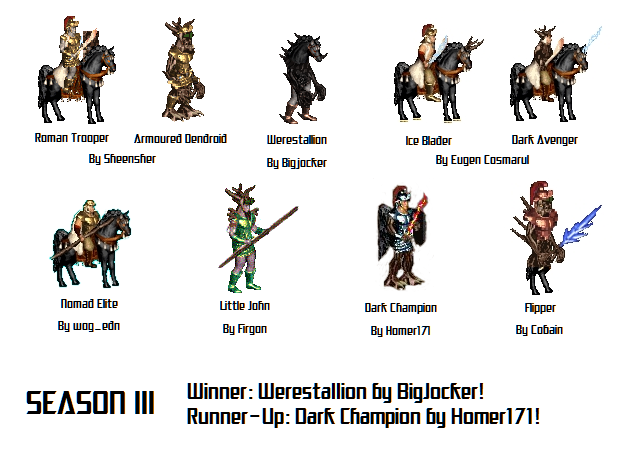 Roman Trooper
Armoured Dendroid
Werestallion
Ice Blader
Dark Avenger
By Sheensfier
By Bigjocker
By Eugen Cosmarul
Nomad Elite
Little John
Dark Champion
Flipper
By wog_edn
By Firgon
By Homer171
By Cobain
SEASON III
Winner: Werestallion by BigJocker!
Runner-Up: Dark Champion by Homer171!